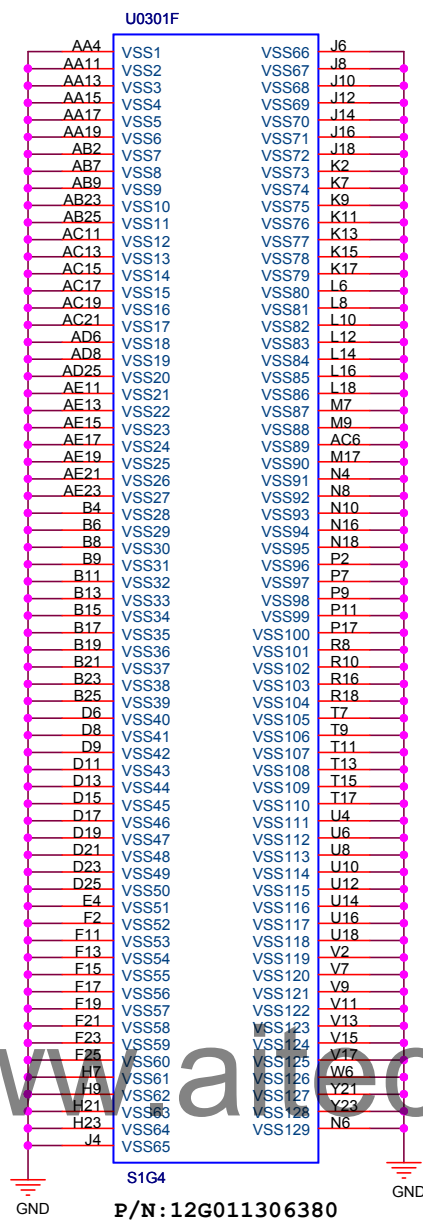 U0301F
AA4 VSS1 VSS66 J6
AA11 VSS2 VSS67 J8
AA13 VSS3 VSS68 J10
AA15 VSS4 VSS69 J12
AA17 VSS5 VSS70 J14
AA19 VSS6 VSS71 J16
AB2 VSS7 VSS72 J18
AB7 VSS8 VSS73 K2
AB9 VSS9 VSS74 K7
AB23 VSS10 VSS75 K9
AB25 VSS11 VSS76 K11
AC11 VSS12 VSS77 K13
AC13 VSS13 VSS78 K15
AC15 VSS14 VSS79 K17
AC17 VSS15 VSS80 L6
AC19 VSS16 VSS81 L8
AC21 VSS17 VSS82 L10
AD6 VSS18 VSS83 L12
AD8 VSS19 VSS84 L14
AD25 VSS20 VSS85 L16
AE11 VSS21 VSS86 L18
AE13 VSS22 VSS87 M7
AE15 VSS23 VSS88 M9
AE17 VSS24 VSS89 AC6
AE19 VSS25 VSS90 M17
AE21 VSS26 VSS91 N4
AE23 VSS27 VSS92 N8
B4 VSS28 VSS93 N10
B6 VSS29 VSS94 N16
B8 VSS30 VSS95 N18
B9 VSS31 VSS96 P2
B11 VSS32 VSS97 P7
B13 VSS33 VSS98 P9
B15 VSS34 VSS99 P11
B17 VSS35 VSS100 P17
B19 VSS36 VSS101 R8
B21 VSS37 VSS102 R10
B23 VSS38 VSS103 R16
B25 VSS39 VSS104 R18
D6 VSS40 VSS105 T7
D8 VSS41 VSS106 T9
D9 VSS42 VSS107 T11
D11 VSS43 VSS108 T13
D13 VSS44 VSS109 T15
D15 VSS45 VSS110 T17
D17 VSS46 VSS111 U4
D19 VSS47 VSS112 U6
D21 VSS48 VSS113 U8
D23 VSS49 VSS114 U10
D25 VSS50 VSS115 U12
E4 VSS51 VSS116 U14
F2 VSS52 VSS117 U16
F11 VSS53 VSS118 U18
F13 VSS54 VSS119 V2
F15 VSS55 VSS120 V7
F17 VSS56 VSS121 V9
F19 VSS57 VSS122 V11
F21 VSS58 VSS123 V13
F23 VSS59 VSS124 V15
F25 VSS60 VSS125 V17
H7 VSS61 VSS126 W6
H9 VSS62 VSS127 Y21
H21 VSS63 VSS128 Y23
H23 VSS64 VSS129 N6
J4 VSS65
w.aitec
S1G4
GND
GND
P/N:12G011306380